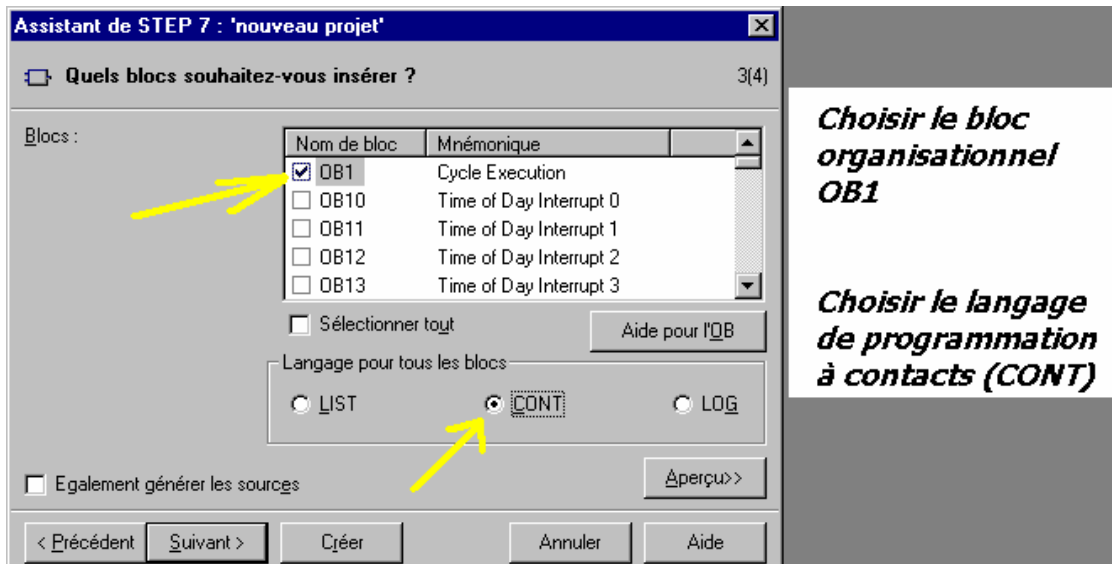 Assistant de STEP 7 : 'nouveau projet'
Quels blocs souhaitez-vous insérer ? 3(4)
Blocs :
Nom de bloc Mnémonique
OB1 Cycle Execution
OB10 Time of Day Interrupt 0
OB11 Time of Day Interrupt 1
OB12 Time of Day Interrupt 2
OB13 Time of Day Interrupt 3
Sélectionner tout
Aide pour l'OB
Langage pour tous les blocs
LIST CONT LOG
Egalement générer les sources
Aperçu>>
< Précédent Suivant > Créer Annuler Aide
Choisir le bloc
organisationnel
OB1
Choisir le langage
de programmation
à contacts (CONT)